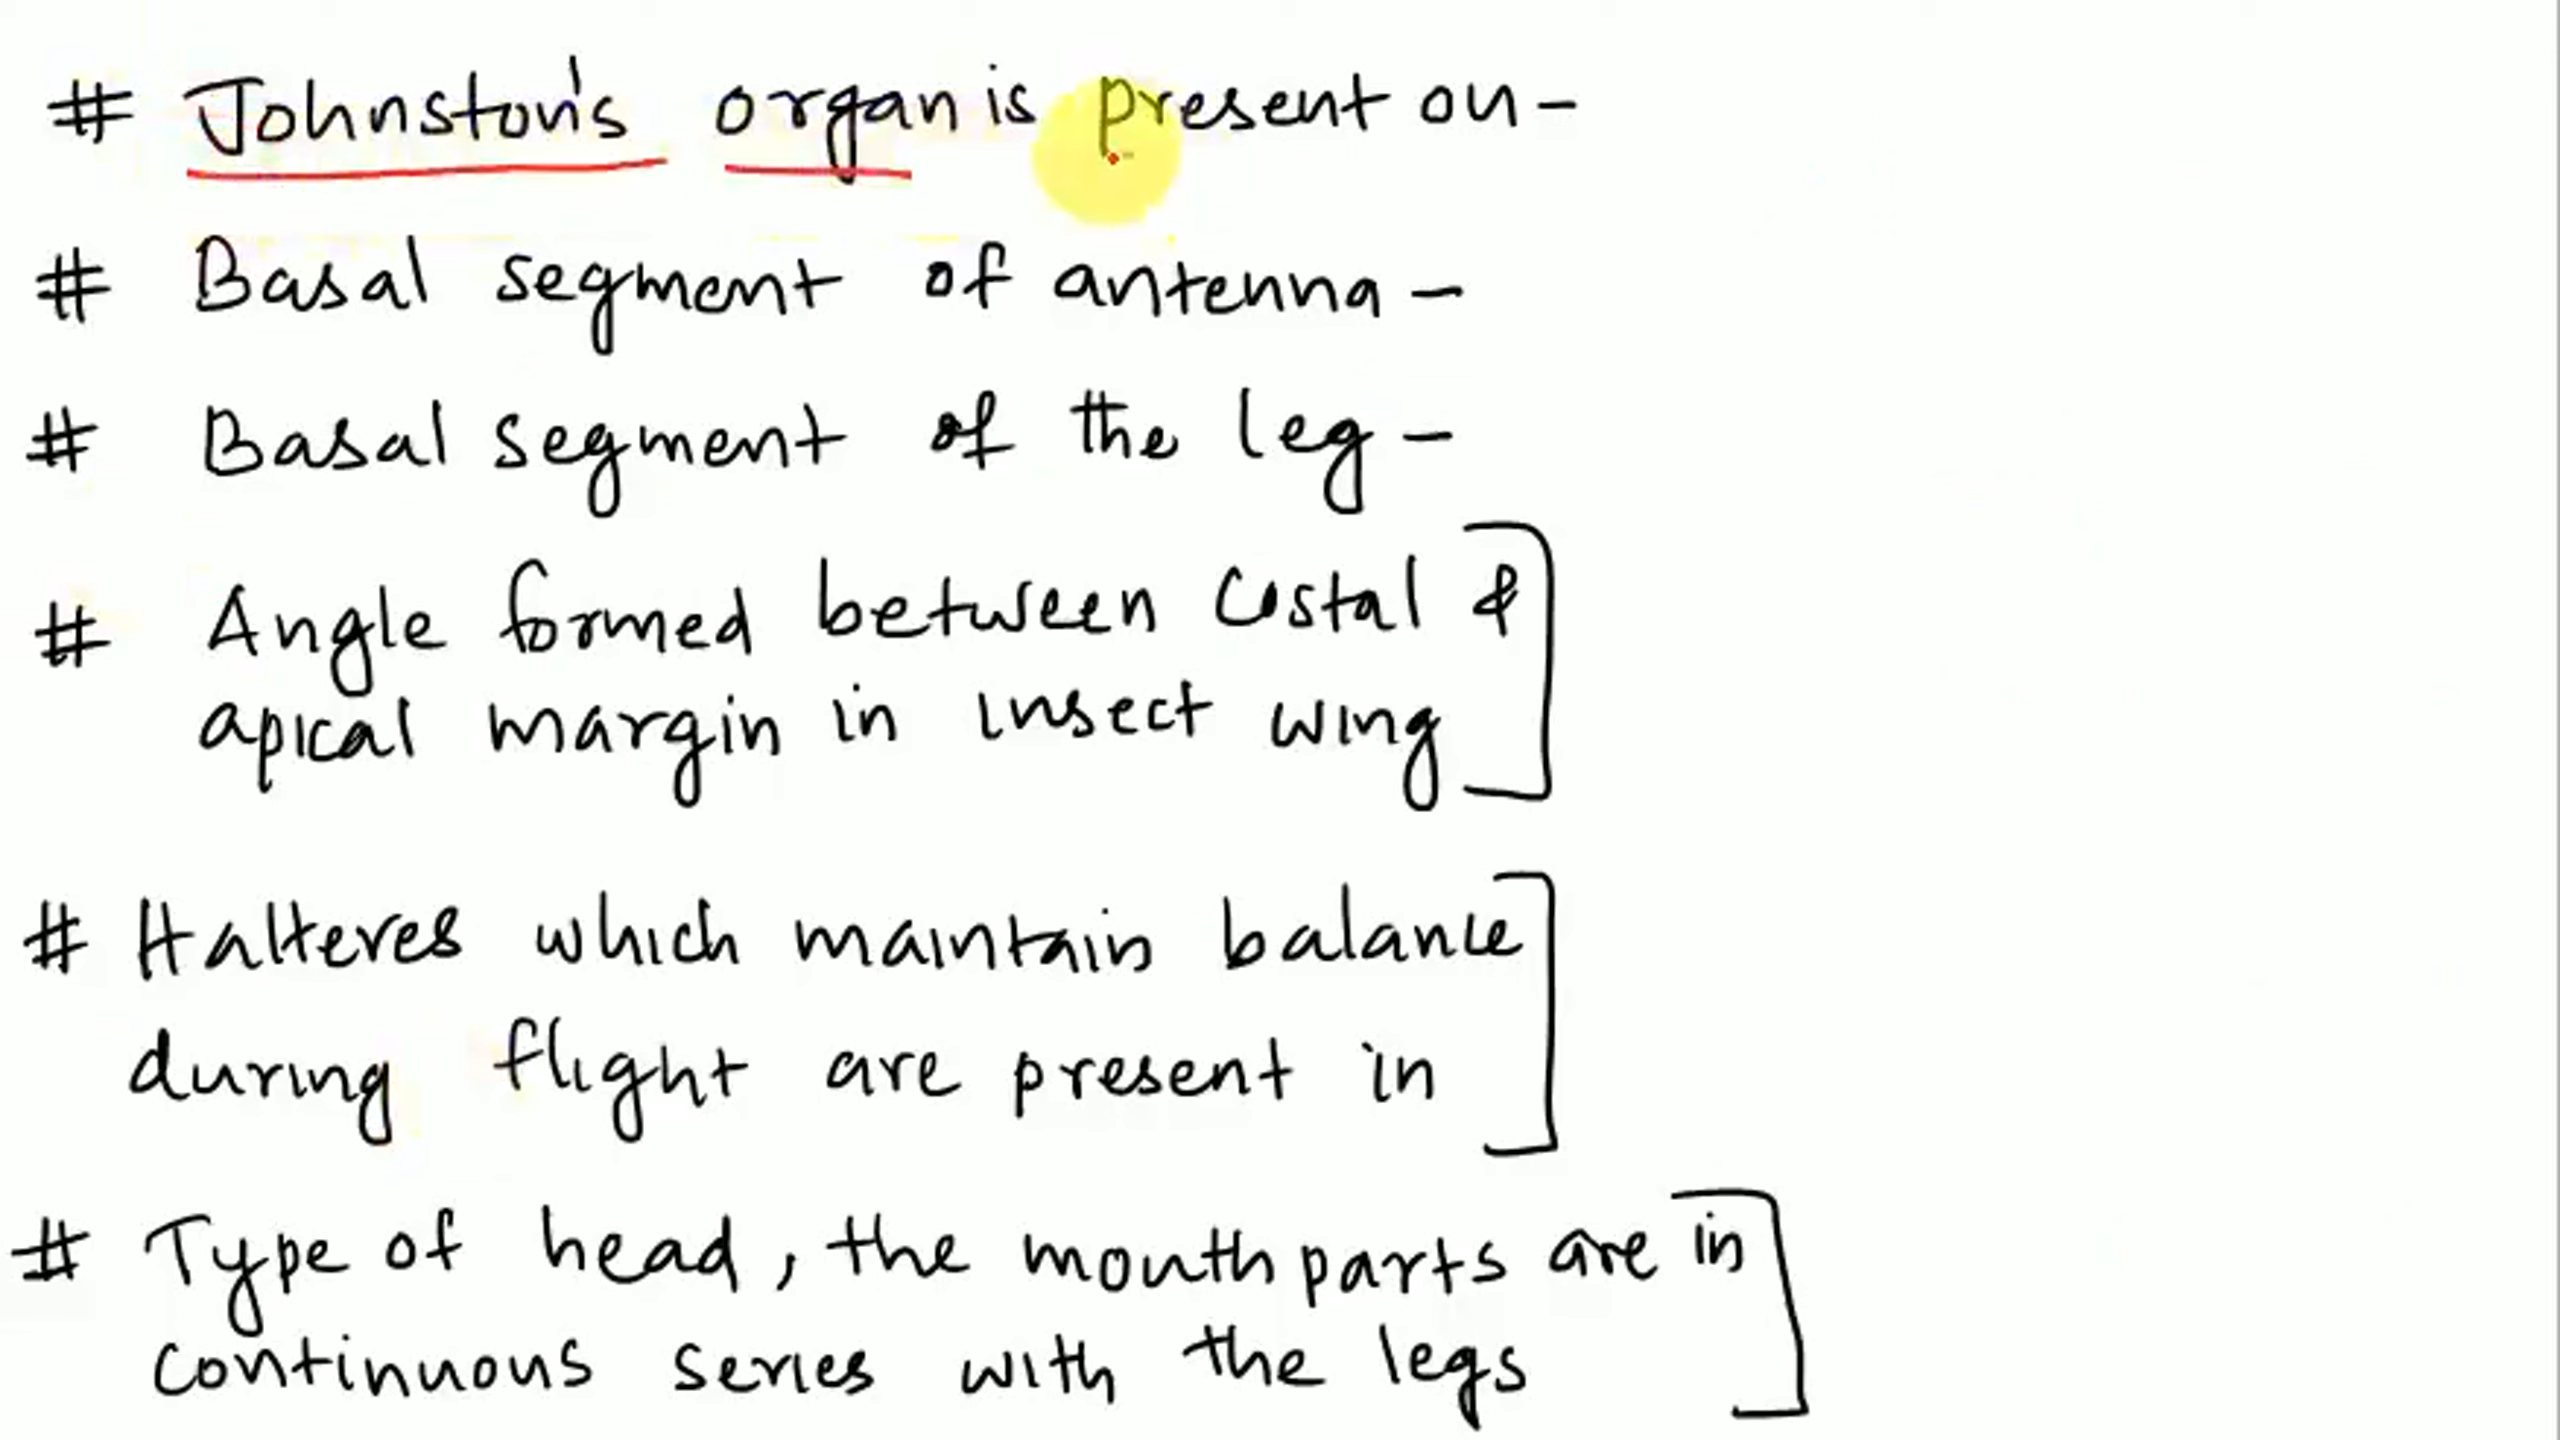 # Johnston's organ is present on -
# Basal segment of antenna -
# Basal segment of the leg -
# Angle formed between Costal &
apical margin in insect wing
# Halteres which maintain balance
during flight are present in
# Type of head, the mouth parts are in
continuous series with the legs